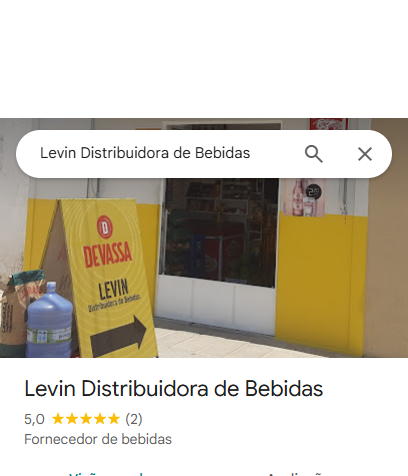 Levin Distribuidora de Bebidas
D
DEVASSA
LEVIN
Distribuidora de Bebidas
Levin Distribuidora de Bebidas
5,0 (2)
Fornecedor de bebidas